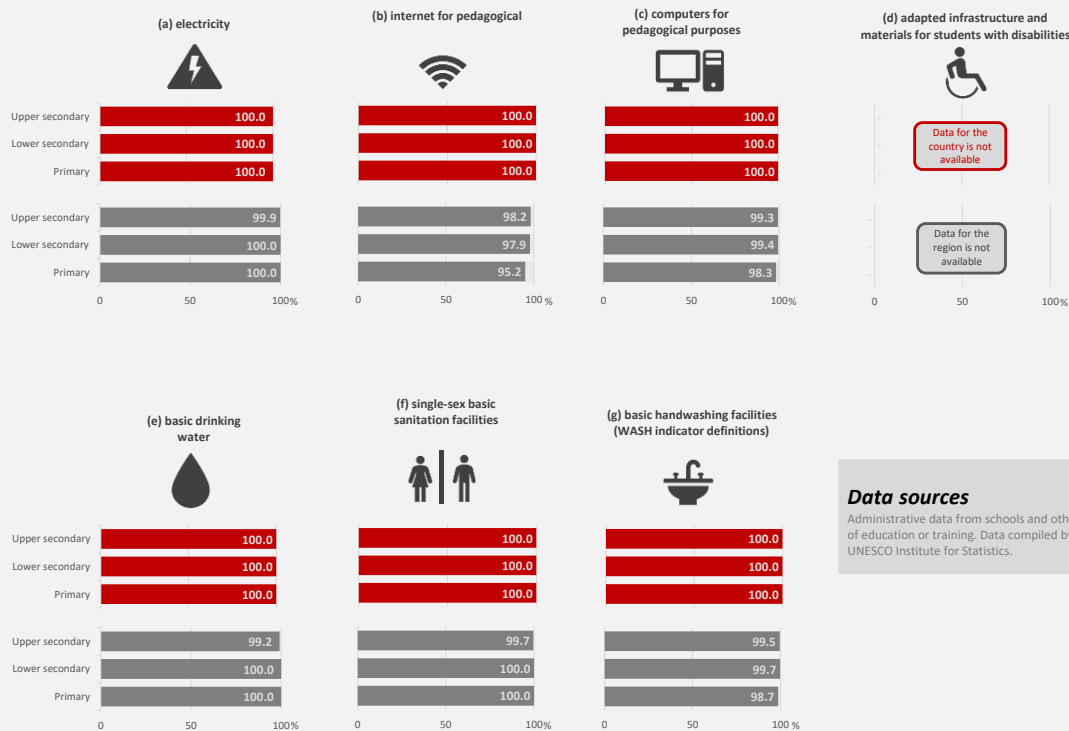 (a) electricity
Upper secondary 100.0
Lower secondary 100.0
Primary 100.0
Upper secondary 99.9
Lower secondary 100.0
Primary 100.0
0 50 100%
(b) internet for pedagogical
100.0
100.0
100.0
98.2
97.9
95.2
0 50 100%
(c) computers for
pedagogical purposes
100.0
100.0
100.0
99.3
99.4
98.3
0 50 100%
(d) adapted infrastructure and
materials for students with disabilities
Data for the
country is not
available
Data for the
region is not
available
0 50 100%
(e) basic drinking
water
Upper secondary 100.0
Lower secondary 100.0
Primary 100.0
Upper secondary 99.2
Lower secondary 100.0
Primary 100.0
0 50 100%
(f) single-sex basic
sanitation facilities
100.0
100.0
100.0
99.7
100.0
100.0
0 50 100%
(g) basic handwashing facilities
(WASH indicator definitions)
100.0
100.0
100.0
99.5
99.7
98.7
0 50 100%
Data sources
Administrative data from schools and oth
of education or training. Data compiled by
UNESCO Institute for Statistics.